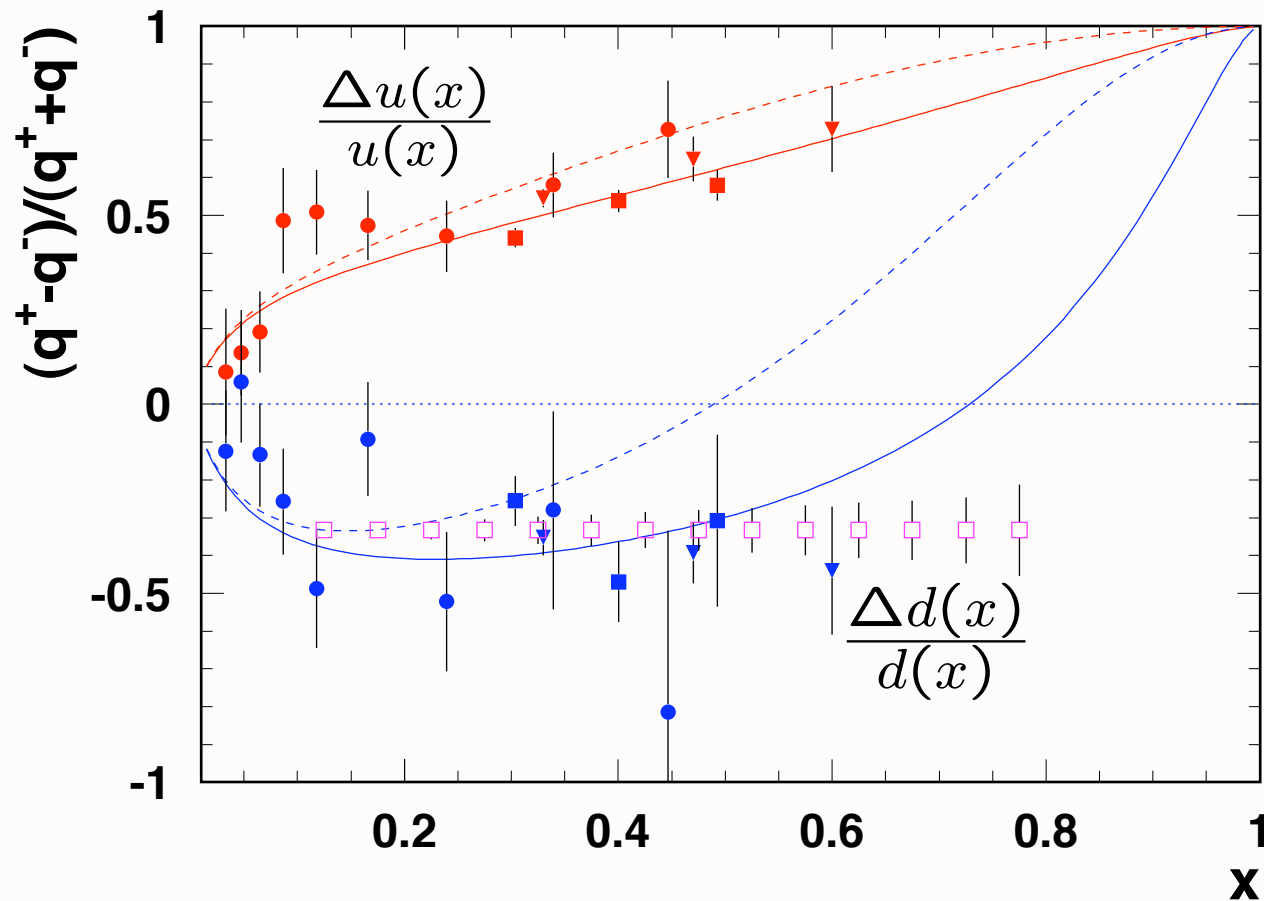 (q⁺-q⁻)/(q⁺+q⁻)
1
0.5
0
-0.5
-1
Δu(x)
u(x)
Δd(x)
d(x)
0.2 0.4 0.6 0.8 1
x